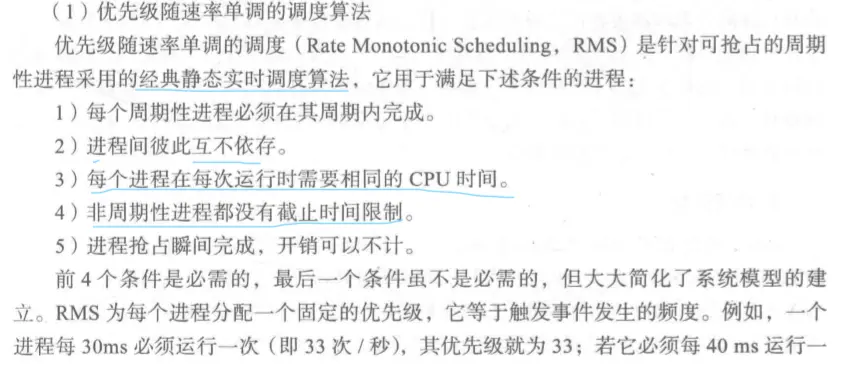 （1）优先级随速率单调的调度算法
优先级随速率单调的调度（Rate Monotonic Scheduling，RMS）是针对可抢占的周期
性进程采用的经典静态实时调度算法，它用于满足下述条件的进程：
1）每个周期性进程必须在其周期内完成。
2）进程间彼此互不依存。
3）每个进程在每次运行时需要相同的 CPU 时间。
4）非周期性进程都没有截止时间限制。
5）进程抢占瞬间完成，开销可以不计。
前 4 个条件是必需的，最后一个条件虽不是必需的，但大大简化了系统模型的建
立。RMS 为每个进程分配一个固定的优先级，它等于触发事件发生的频度。例如，一个
进程每 30ms 必须运行一次（即 33 次 / 秒），其优先级就为 33；若它必须每 40 ms 运行一